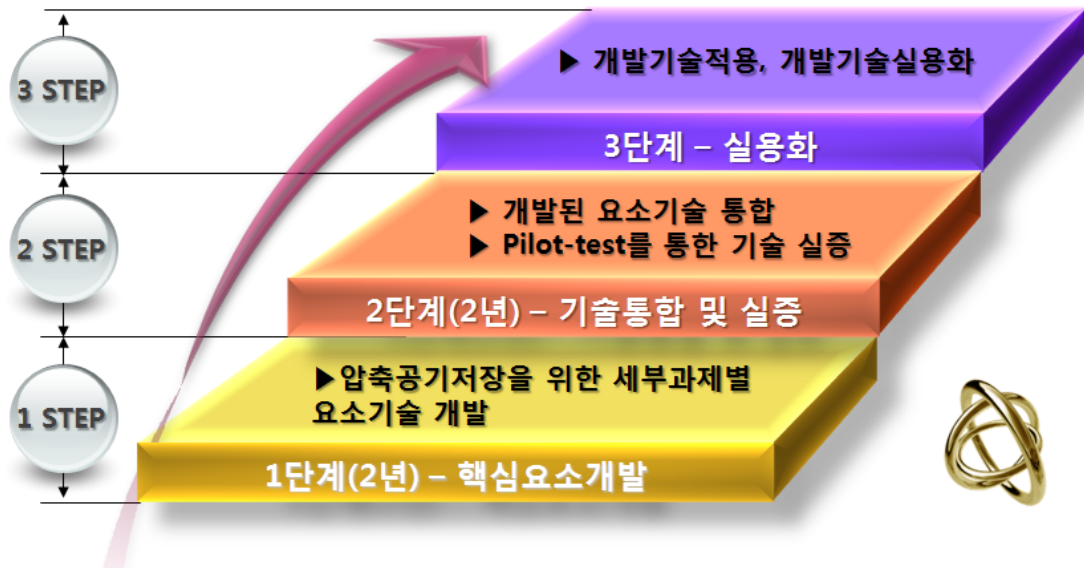 3 STEP
▶ 개발기술적용, 개발기술실용화
3단계 – 실용화
2 STEP
▶ 개발된 요소기술 통합
▶ Pilot-test를 통한 기술 실증
2단계(2년) – 기술통합 및 실증
1 STEP
▶압축공기저장을 위한 세부과제별
요소기술 개발
1단계(2년) – 핵심요소개발